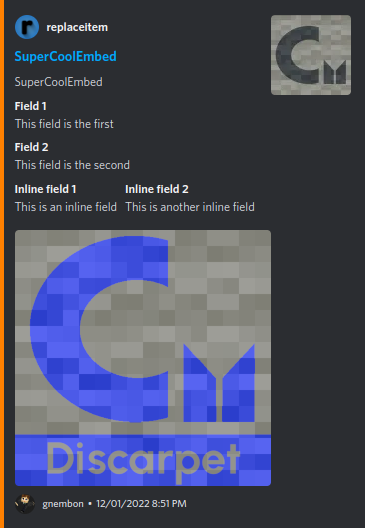 replaceitem
SuperCoolEmbed
SuperCoolEmbed
Field 1
This field is the first
Field 2
This field is the second
Inline field 1 Inline field 2
This is an inline field This is another inline field
CM
CM
Discarpet
gnembon • 12/01/2022 8:51 PM